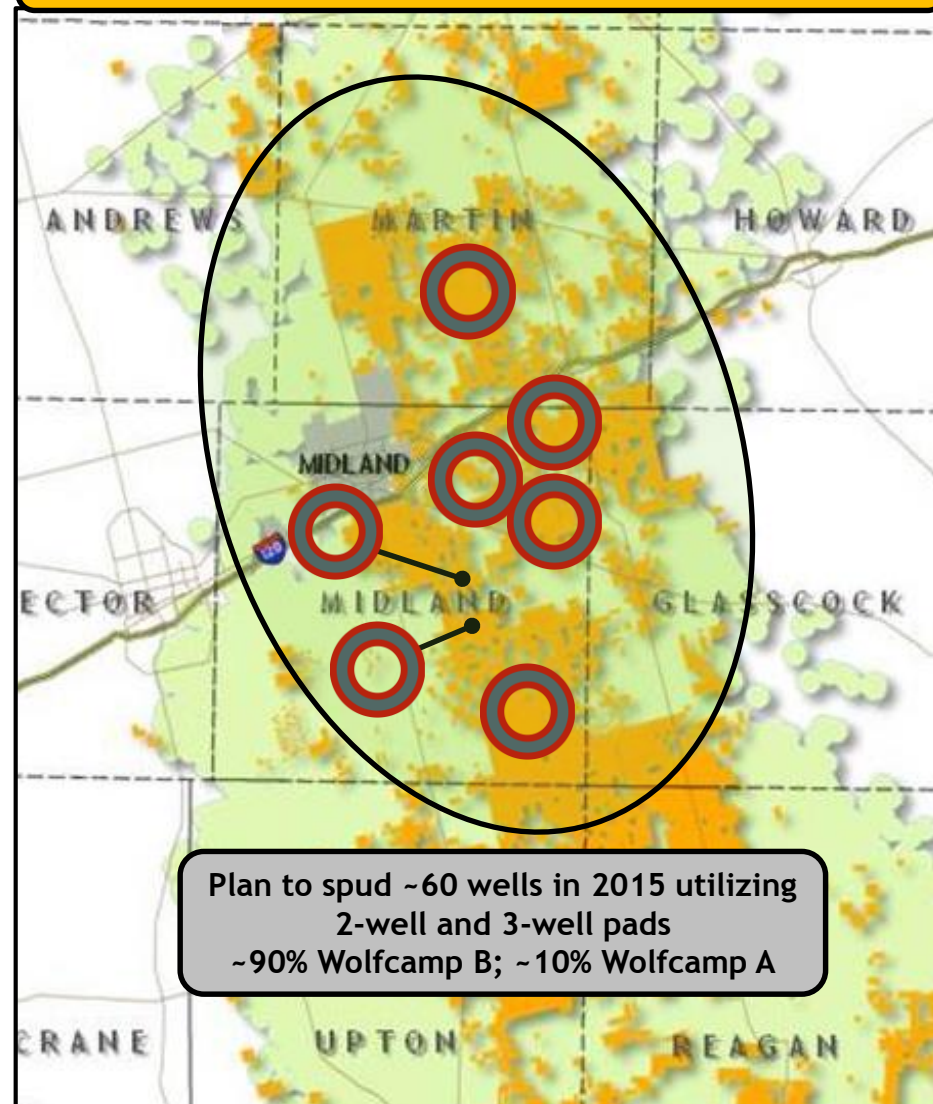 ANDREWS MARTIN HOWARD
MIDLAND
ECTOR MIDLAND GLASSCOCK
Plan to spud ~60 wells in 2015 utilizing
2-well and 3-well pads
~90% Wolfcamp B; ~10% Wolfcamp A
CRANE UPTON REAGAN